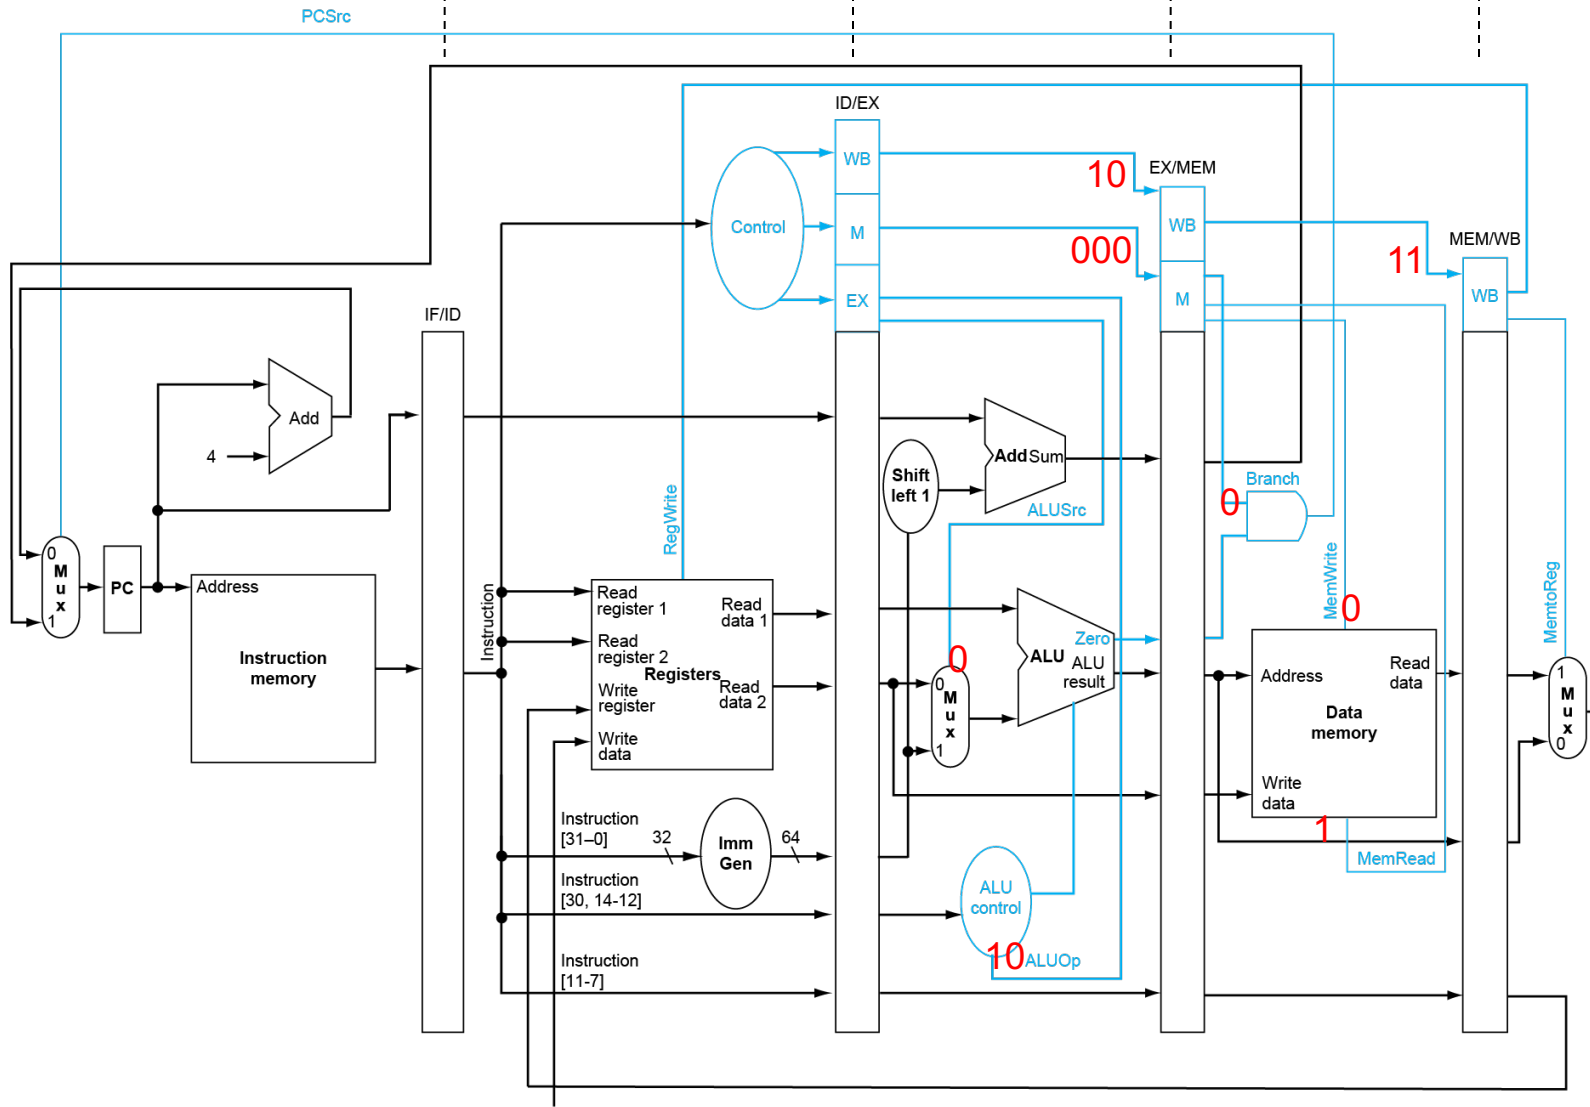 PCSrc
ID/EX
WB
10
EX/MEM
Control
M
000
WB
11
MEM/WB
EX
M
WB
IF/ID
Add
4
Shift
left 1
Add Sum
ALUSrc
Branch
0
RegWrite
MemWrite
0
MemtoReg
0
M
u
x
1
PC
Address
Instruction
memory
Instruction
Read
register 1
Read
register 2
Write
register
Write
data
Registers
Read
data 1
Read
data 2
0
0
M
u
x
1
Zero
ALU
ALU
result
Address
Read
data
Data
memory
Write
data
1
MemRead
1
M
u
x
0
Instruction
[31–0]
32
Imm
Gen
64
Instruction
[30, 14-12]
ALU
control
10
ALUOp
Instruction
[11-7]